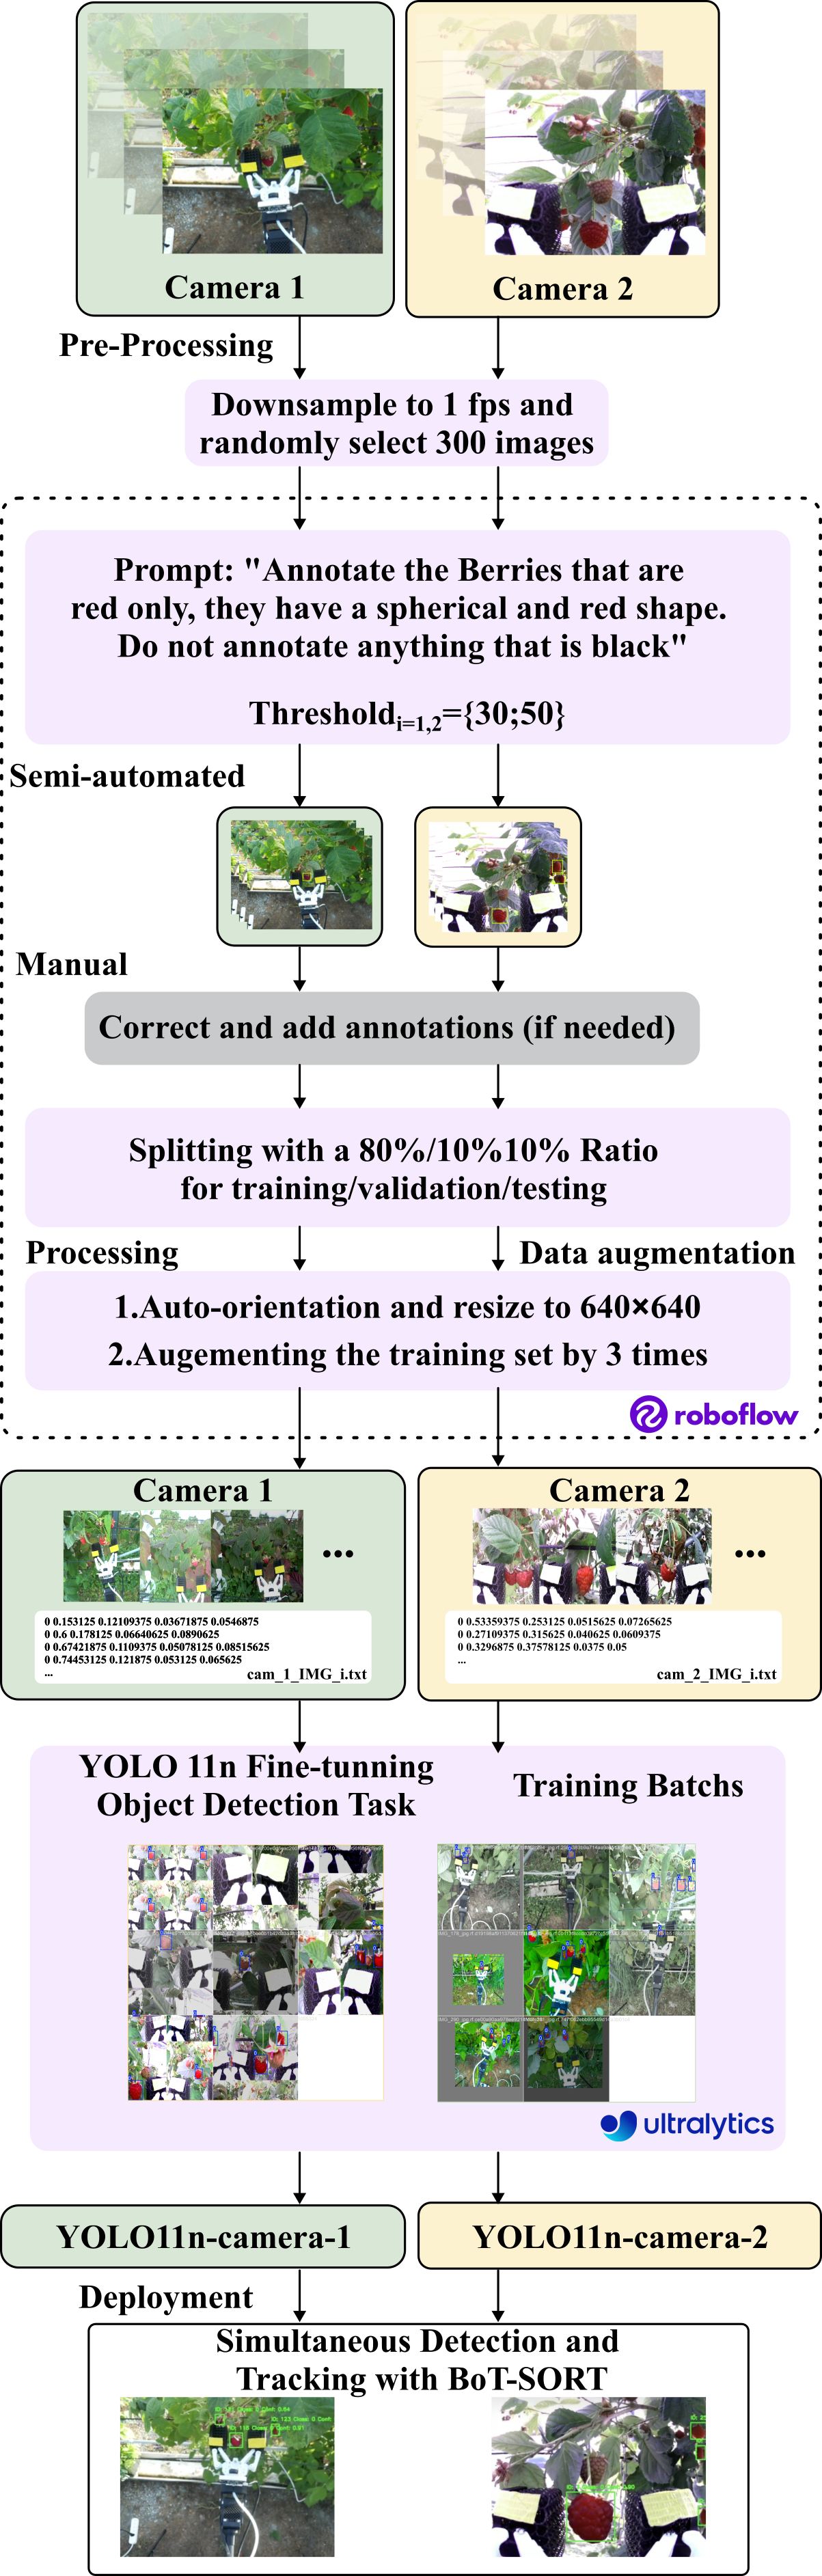 Camera 1
Camera 2
Pre-Processing
Downsample to 1 fps and
randomly select 300 images
Prompt: "Annotate the Berries that are
red only, they have a spherical and red shape.
Do not annotate anything that is black"
Thresholdi=1,2={30;50}
Semi-automated
Manual
Correct and add annotations (if needed)
Splitting with a 80%/10%10% Ratio
for training/validation/testing
Processing
Data augmentation
1.Auto-orientation and resize to 640×640
2.Augementing the training set by 3 times
roboflow
Camera 1
...
0 0.153125 0.12109375 0.03671875 0.0546875
0 0.6 0.178125 0.06640625 0.0890625
0 0.67421875 0.1109375 0.05078125 0.08515625
0 0.74453125 0.121875 0.053125 0.065625
...
cam_1_IMG_i.txt
Camera 2
...
0 0.53359375 0.253125 0.0515625 0.07265625
0 0.27109375 0.315625 0.040625 0.0609375
0 0.3296875 0.37578125 0.0375 0.05
...
cam_2_IMG_i.txt
YOLO 11n Fine-tunning
Object Detection Task
Training Batchs
ultralytics
YOLO11n-camera-1
YOLO11n-camera-2
Deployment
Simultaneous Detection and
Tracking with BoT-SORT